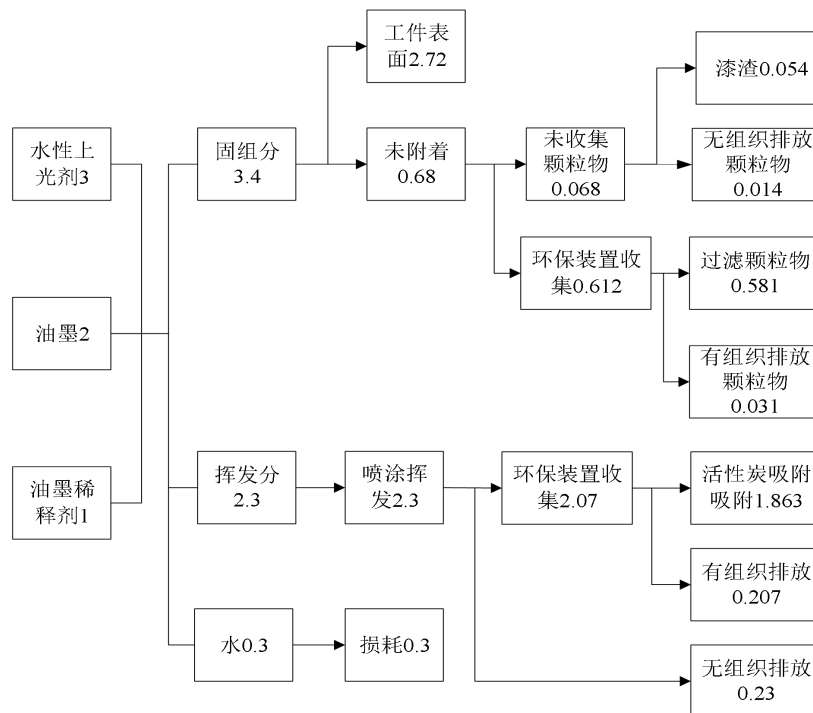 工件表
面2.72
漆渣0.054
水性上
光剂3
固组分
3.4
未附着
0.68
未收集
颗粒物
0.068
无组织排放
颗粒物
0.014
环保装置收
集0.612
过滤颗粒物
0.581
油墨2
有组织排放
颗粒物
0.031
油墨稀
释剂1
挥发分
2.3
喷涂挥
发2.3
环保装置收
集2.07
活性炭吸附
吸附1.863
有组织排放
0.207
水0.3
损耗0.3
无组织排放
0.23